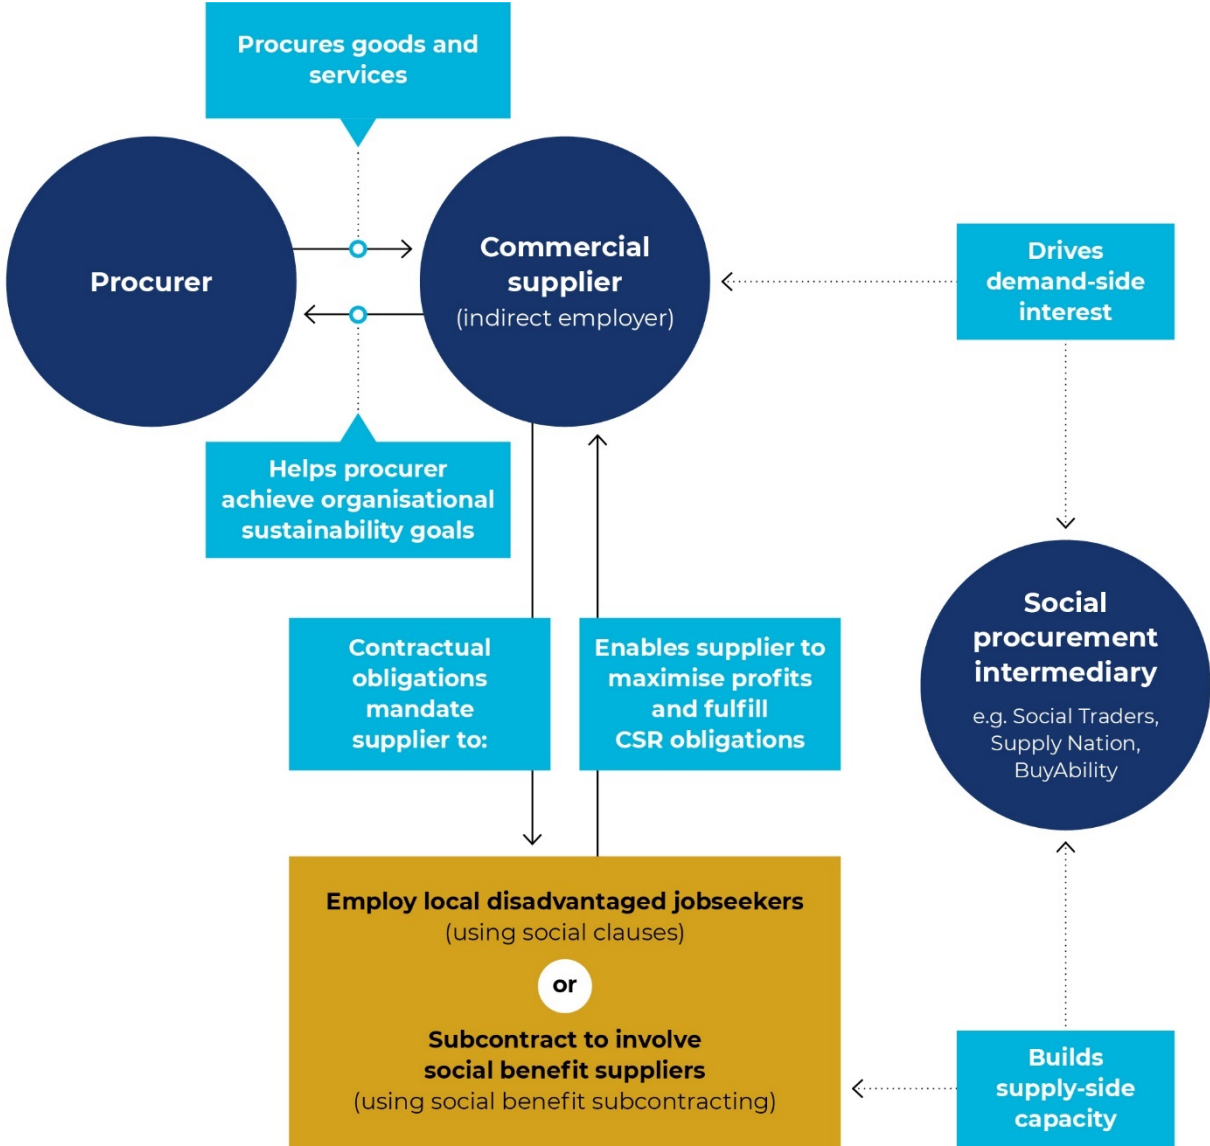 Procures goods and
services
Procurer
Commercial
supplier
(indirect employer)
Drives
demand-side
interest
Helps procurer
achieve organisational
sustainability goals
Contractual
obligations
mandate
supplier to:
Enables supplier to
maximise profits
and fulfill
CSR obligations
Social
procurement
intermediary
e.g. Social Traders,
Supply Nation,
BuyAbility
Employ local disadvantaged jobseekers
(using social clauses)
or
Subcontract to involve
social benefit suppliers
(using social benefit subcontracting)
Builds
supply-side
capacity